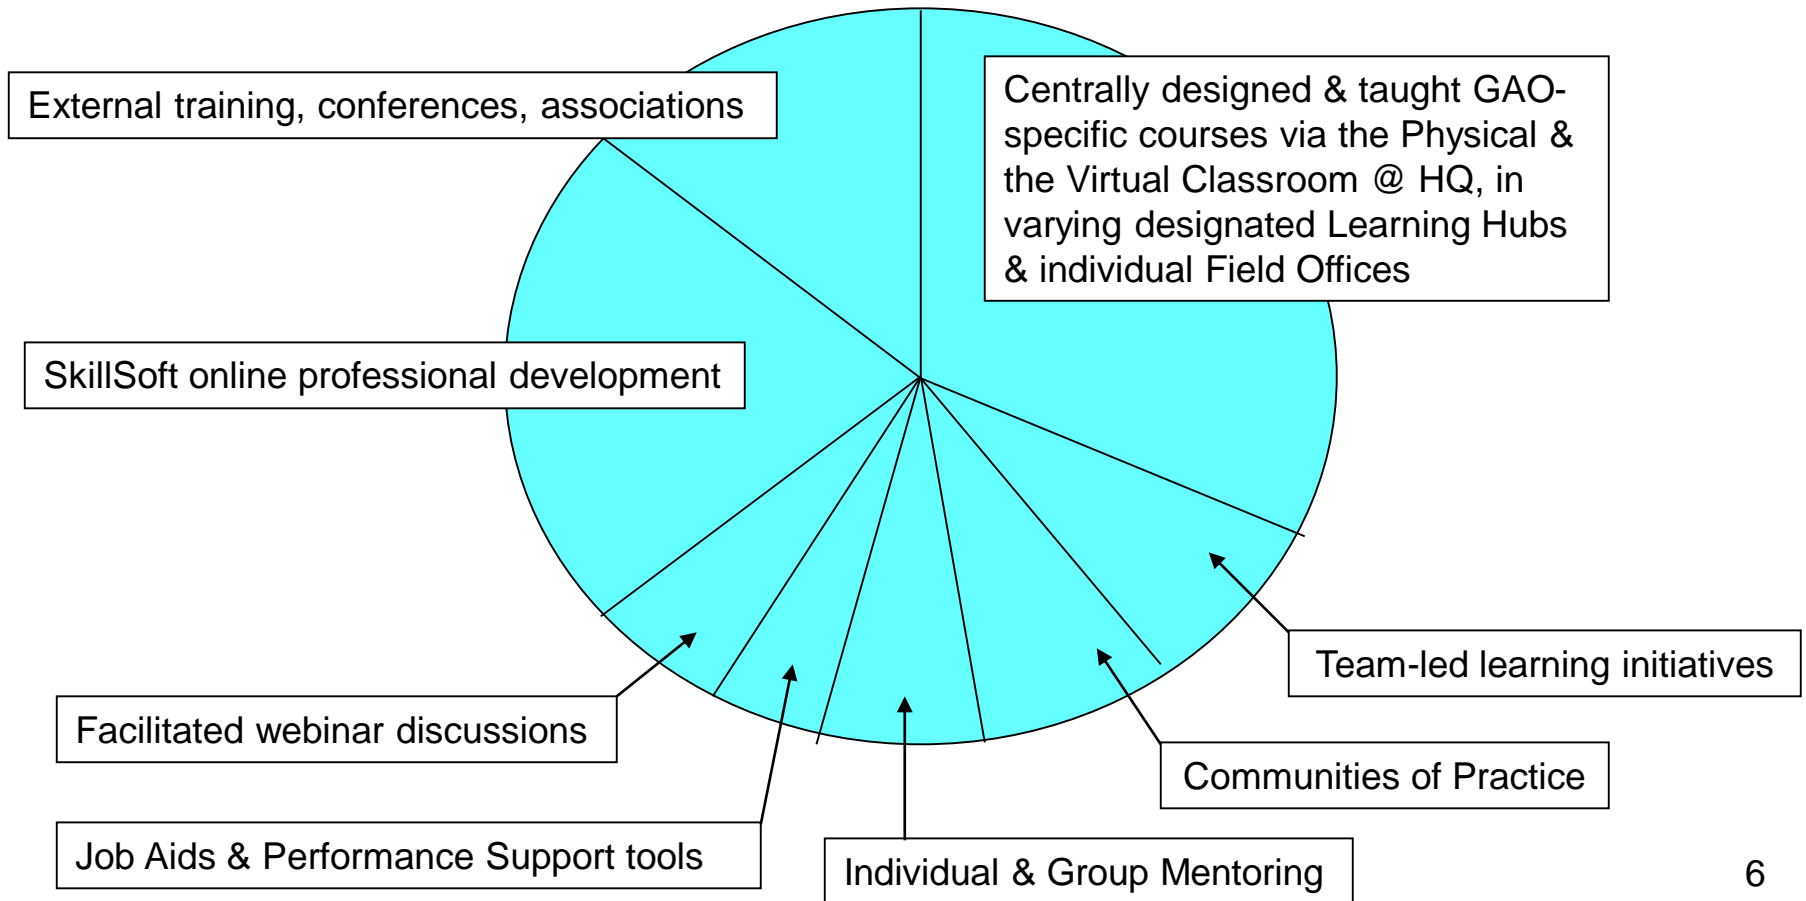 External training, conferences, associations
Centrally designed & taught GAO-
specific courses via the Physical &
the Virtual Classroom @ HQ, in
varying designated Learning Hubs
& individual Field Offices
SkillSoft online professional development
Team-led learning initiatives
Facilitated webinar discussions
Communities of Practice
Job Aids & Performance Support tools
Individual & Group Mentoring
6